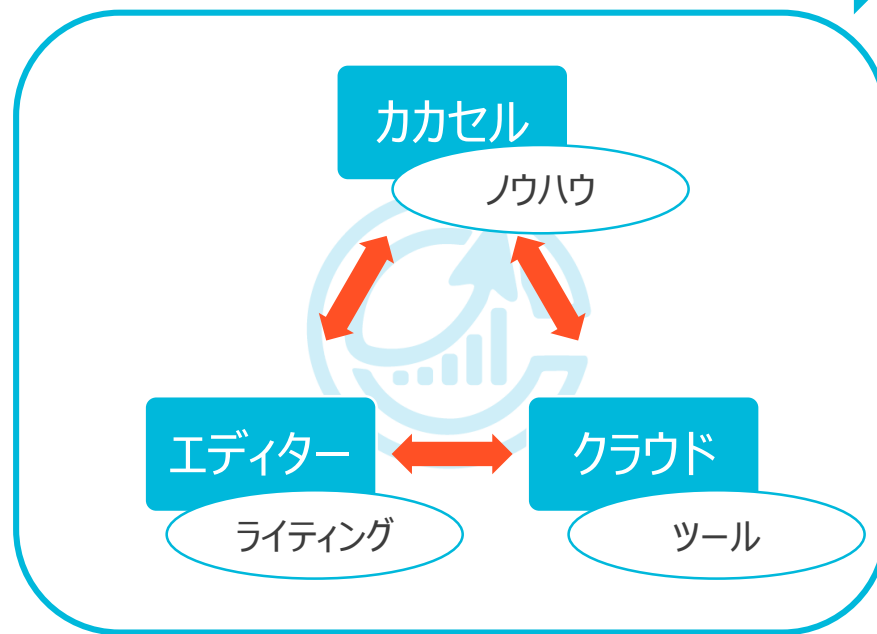 カカセル
ノウハウ
エディター
クラウド
ライティング
ツール